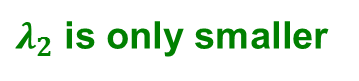 λ₂ is only smaller